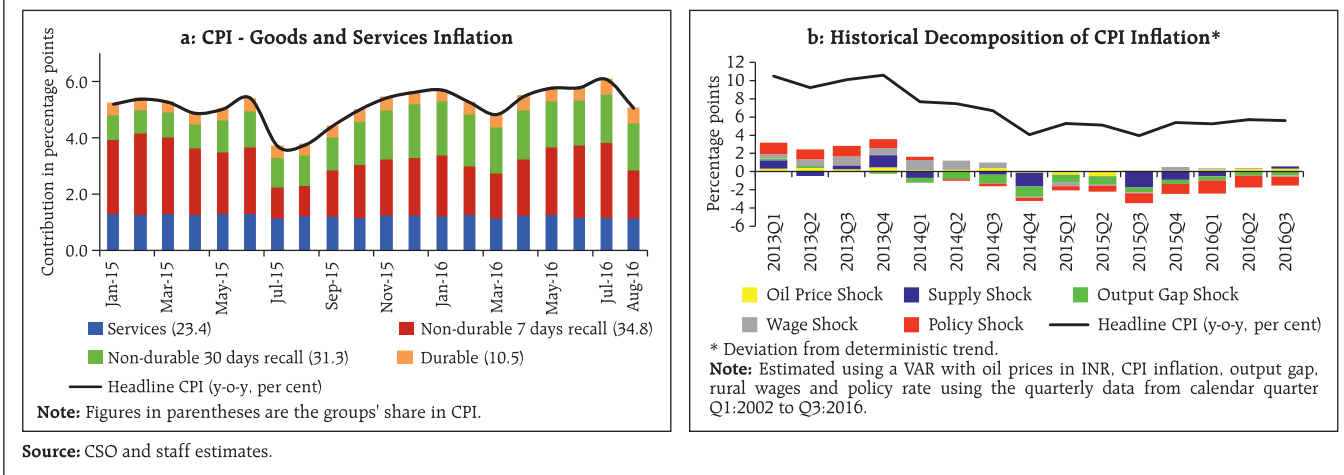 a: CPI - Goods and Services Inflation
Contribution in percentage points
6.0
4.0
2.0
0.0
Jan-15
Mar-15
May-15
Jul-15
Sep-15
Nov-15
Jan-16
Mar-16
May-16
Jul-16
Aug-16
Services (23.4)
Non-durable 7 days recall (34.8)
Non-durable 30 days recall (31.3)
Durable (10.5)
Headline CPI (y-o-y, per cent)
Note: Figures in parentheses are the groups' share in CPI.
b: Historical Decomposition of CPI Inflation*
Percentage points
12
10
8
6
4
2
0
-2
-4
-6
2013Q1
2013Q2
2013Q3
2013Q4
2014Q1
2014Q2
2014Q3
2014Q4
2015Q1
2015Q2
2015Q3
2015Q4
2016Q1
2016Q2
2016Q3
Oil Price Shock
Supply Shock
Output Gap Shock
Wage Shock
Policy Shock
Headline CPI (y-o-y, per cent)
* Deviation from deterministic trend.
Note: Estimated using a VAR with oil prices in INR, CPI inflation, output gap,
rural wages and policy rate using the quarterly data from calendar quarter
Q1:2002 to Q3:2016.
Source: CSO and staff estimates.